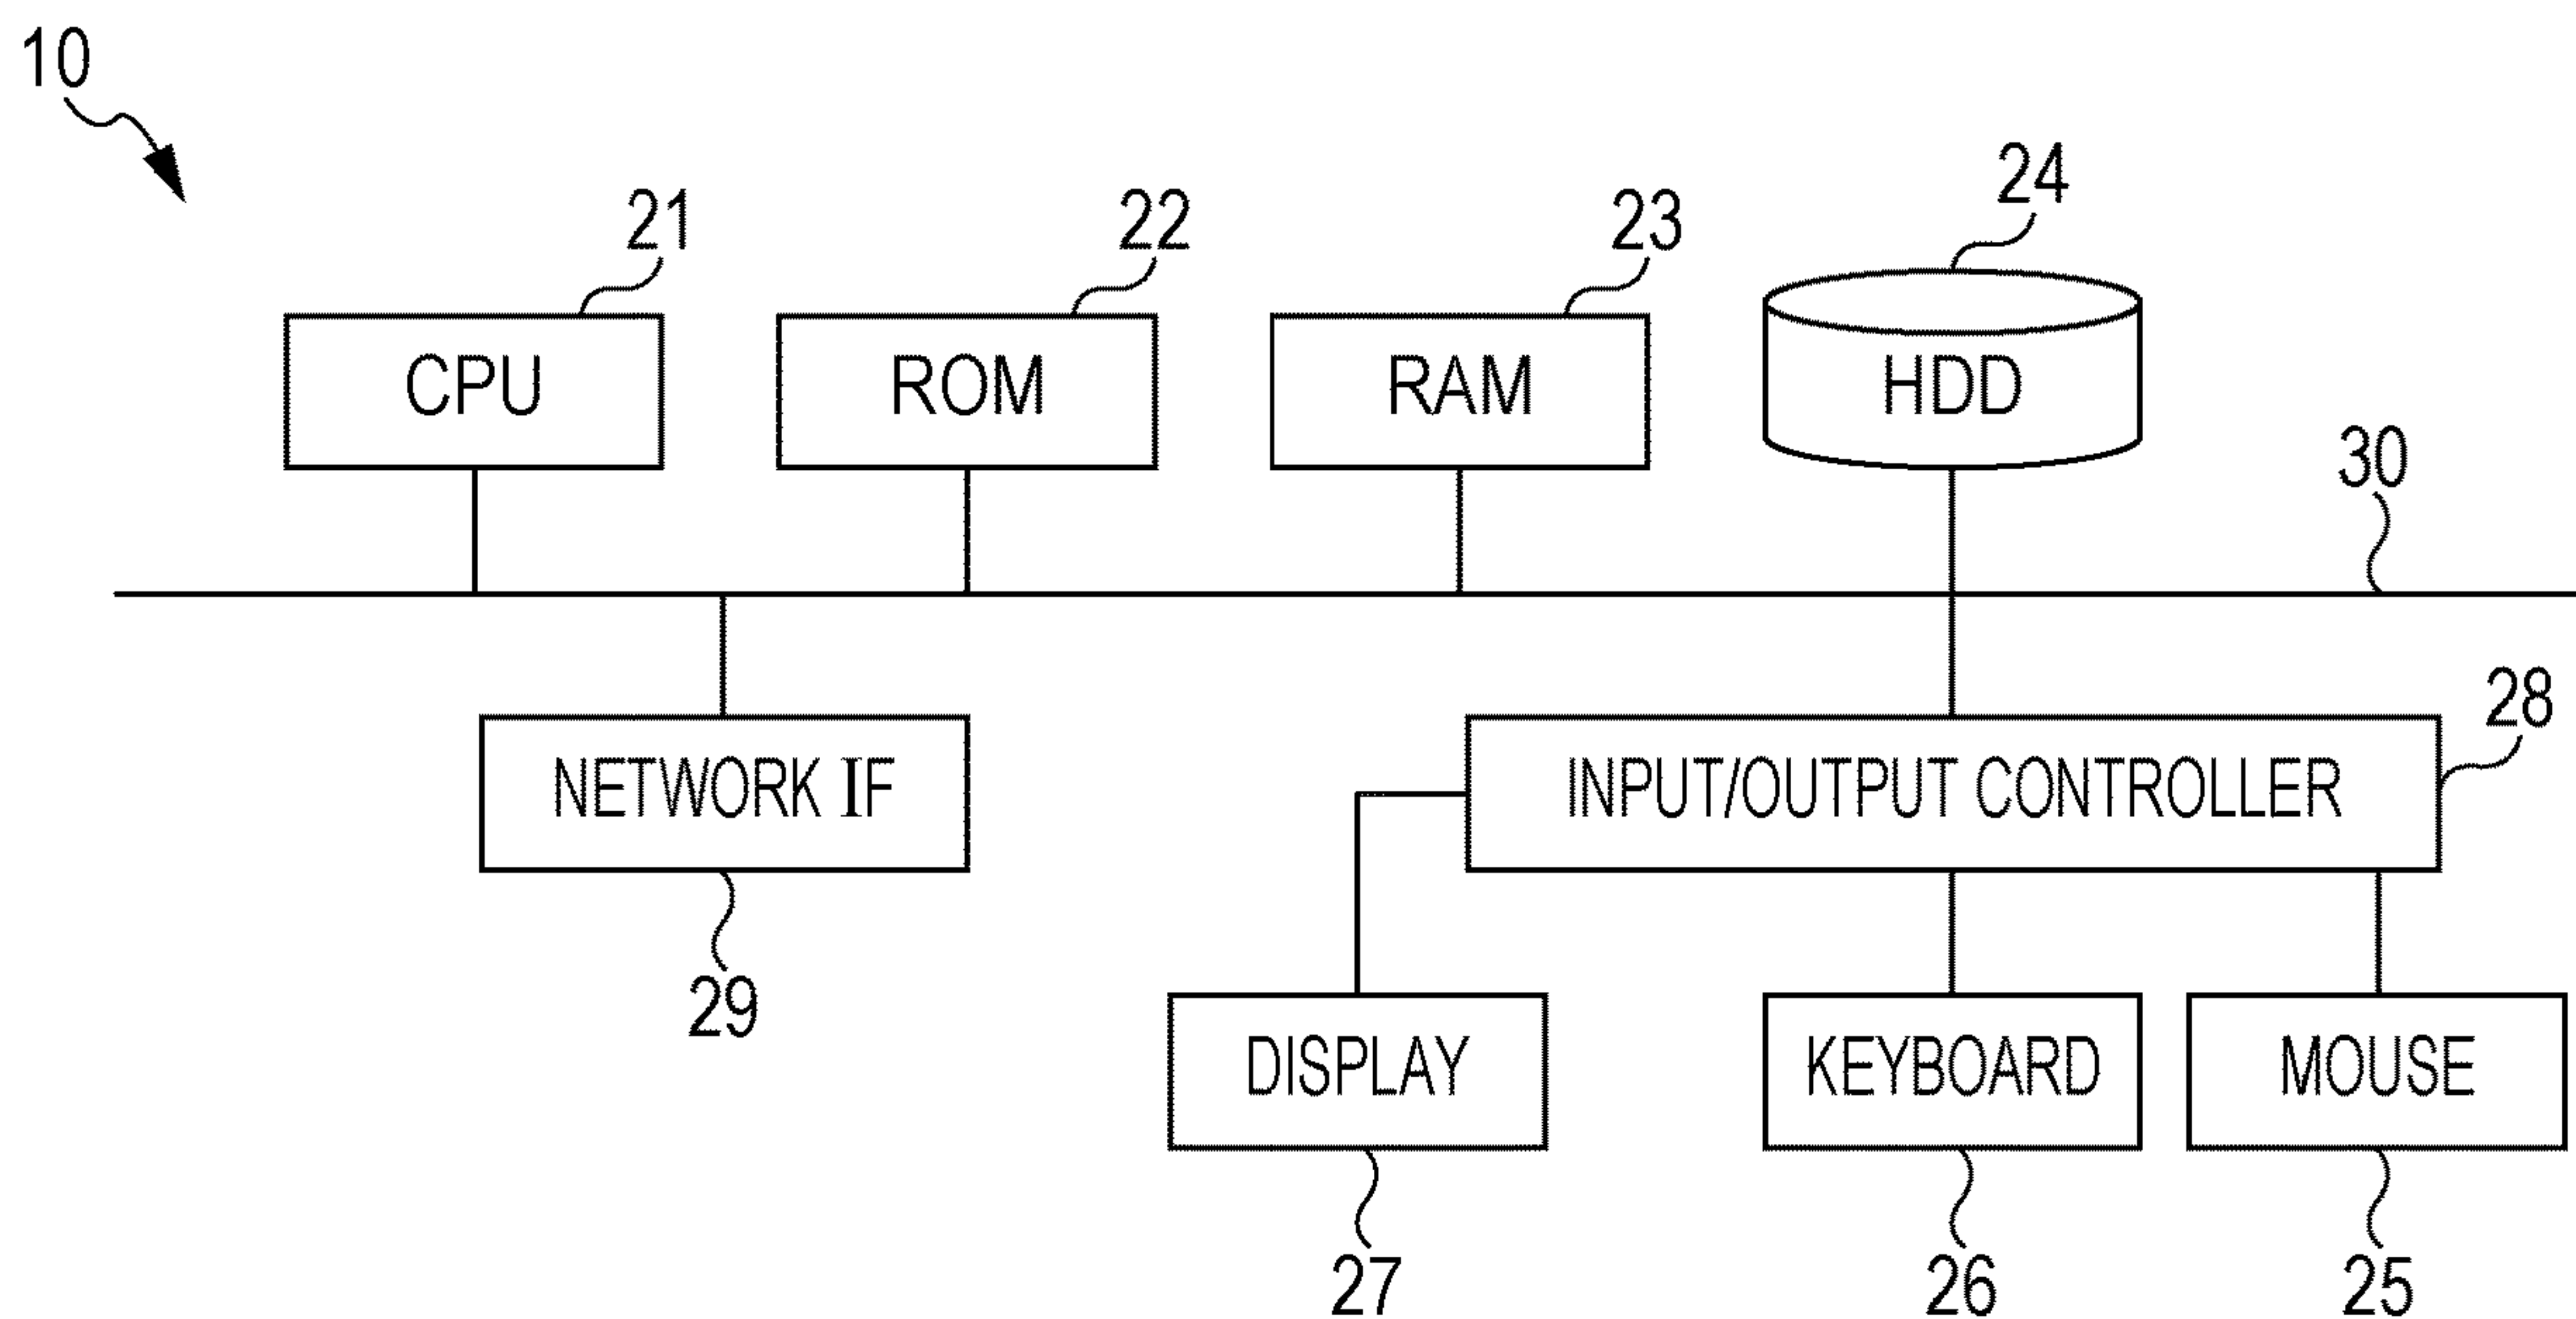 10
21
22
23
24
CPU
ROM
RAM
HDD
30
28
NETWORK IF
INPUT/OUTPUT CONTROLLER
29
DISPLAY
KEYBOARD
MOUSE
27
26
25